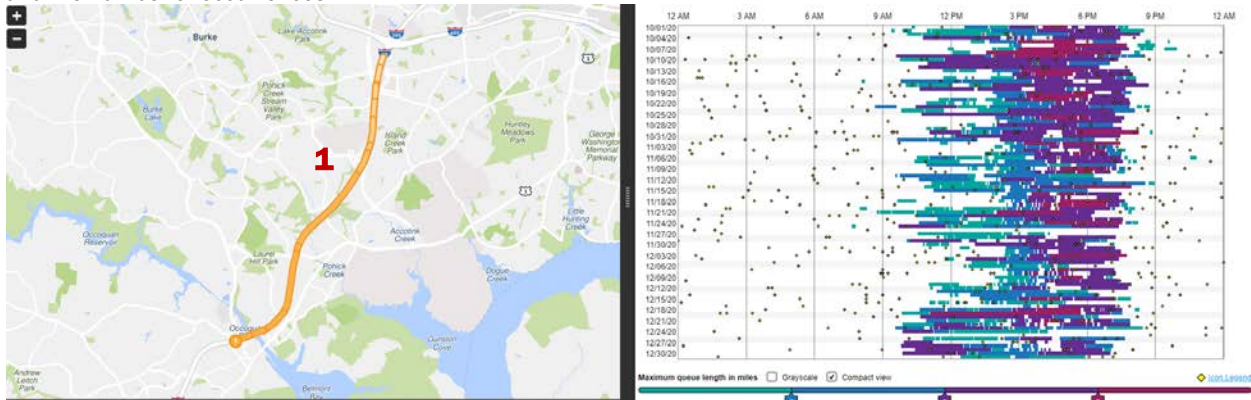 Burke
Lake Accotink
Park
Pohick
Creek
Stream
Valley
Park
Burke
Lake
Island
Creek
Park
Huntley
Meadows
Park
George
Washington
Memorial
Parkway
1
Occoquan
Reservoir
Accotink
Creek
Little
Hunting
Creek
Laurel
Hill Park
Pohick
Creek
Dogue
Creek
Occoqu
Gunston
Cove
Andrew
Leitch
Park
Belmont
Bay
12 AM 3 AM 6 AM 9 AM 12 PM 3 PM 6 PM 9 PM 12 AM
10/01/20
10/04/20
10/07/20
10/10/20
10/13/20
10/16/20
10/19/20
10/22/20
10/25/20
10/28/20
10/31/20
11/03/20
11/06/20
11/09/20
11/12/20
11/15/20
11/18/20
11/21/20
11/24/20
11/27/20
11/30/20
12/03/20
12/06/20
12/09/20
12/12/20
12/15/20
12/18/20
12/21/20
12/24/20
12/27/20
12/30/20
Maximum queue length in miles Grayscale Compact view Icon Legend